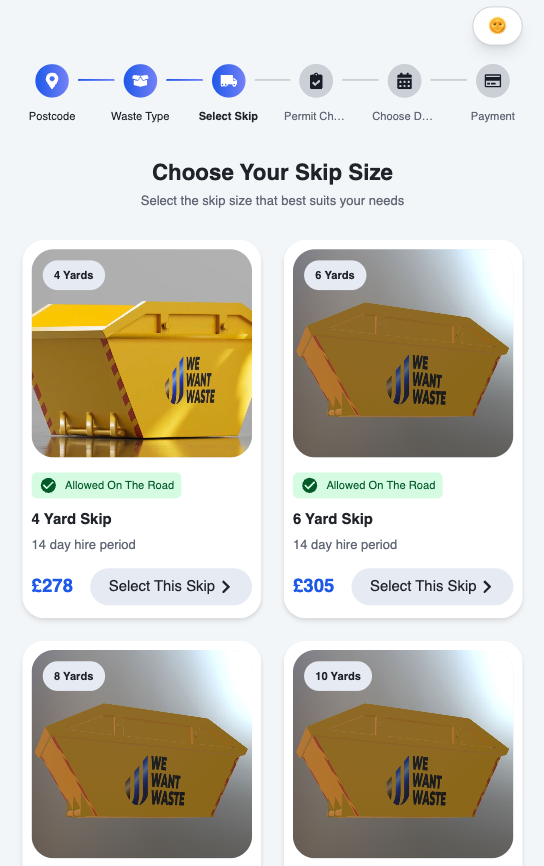 Postcode
Waste Type
Select Skip
Permit Ch...
Choose D...
Payment
Choose Your Skip Size
Select the skip size that best suits your needs
4 Yards
WE
WANT
WASTE
6 Yards
WE
WANT
WASTE
Allowed On The Road
4 Yard Skip
14 day hire period
£278
Select This Skip
Allowed On The Road
6 Yard Skip
14 day hire period
£305
Select This Skip
8 Yards
WE
WANT
WASTE
10 Yards
WE
WANT
WASTE